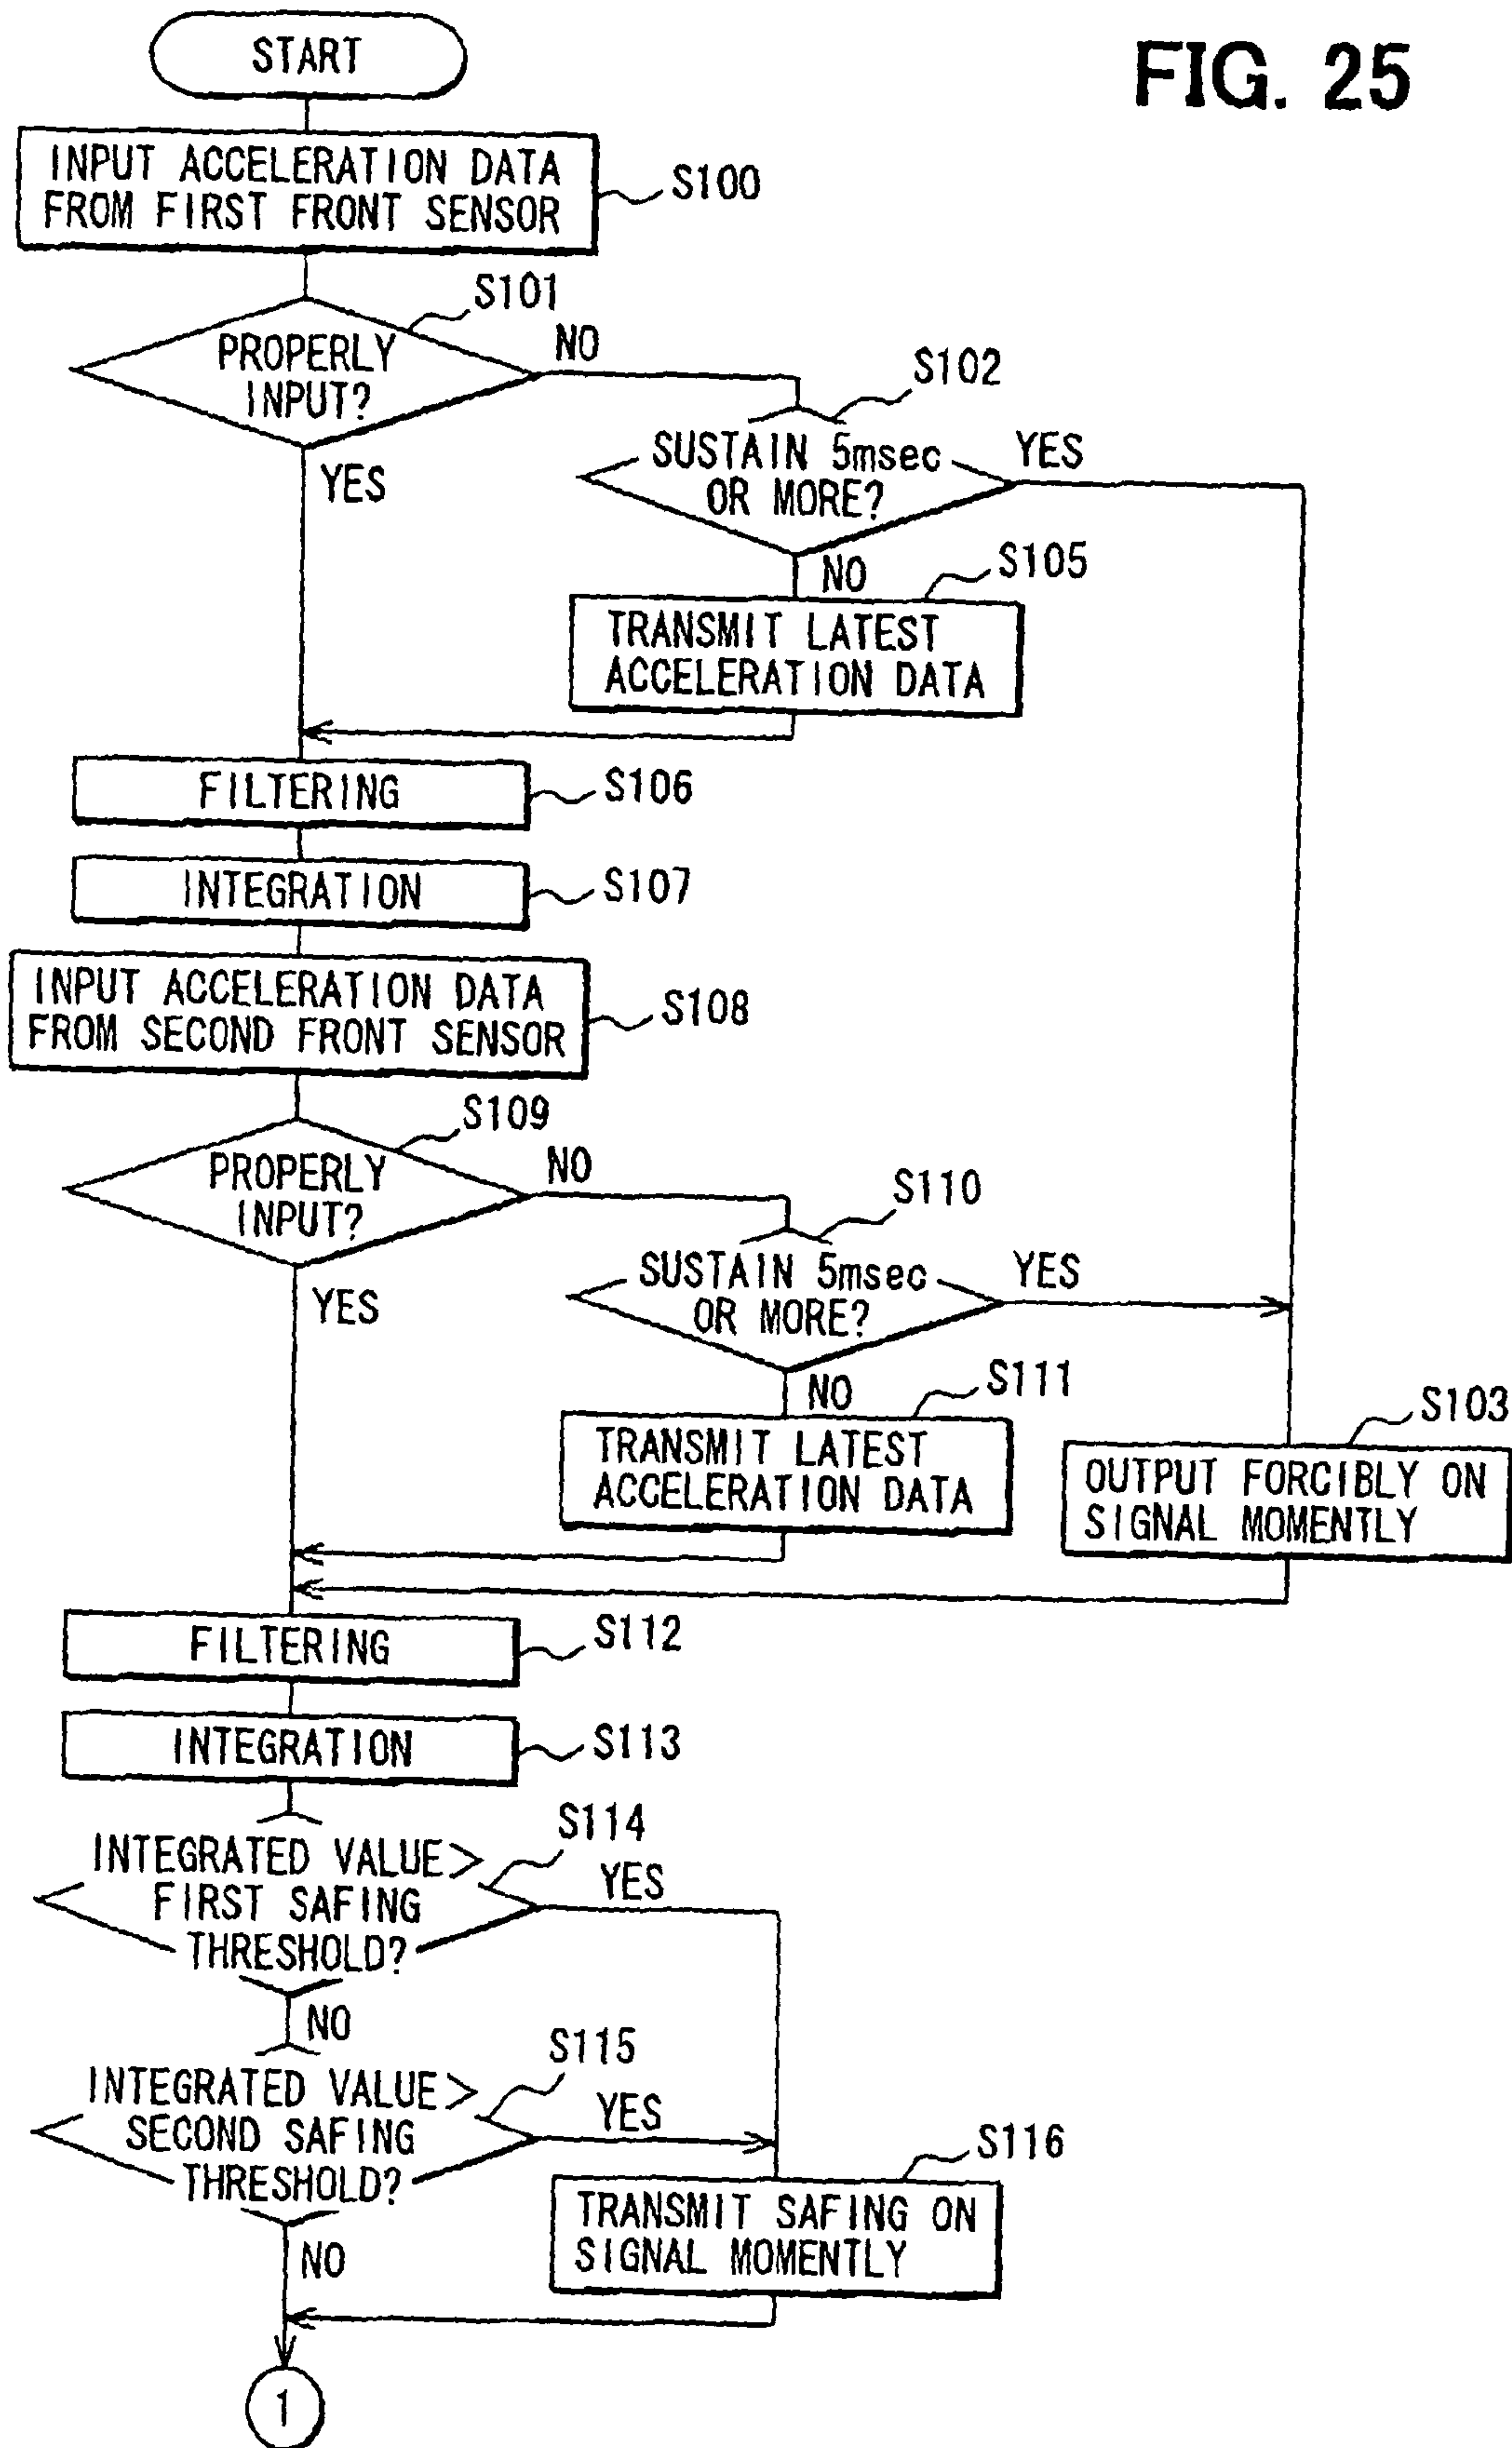 FIG. 25
START
INPUT ACCELERATION DATA
FROM FIRST FRONT SENSOR
S100
S101
PROPERLY
INPUT?
NO
YES
S102
SUSTAIN 5msec
OR MORE?
YES
NO
S105
TRANSMIT LATEST
ACCELERATION DATA
FILTERING
S106
INTEGRATION
S107
INPUT ACCELERATION DATA
FROM SECOND FRONT SENSOR
S108
S109
PROPERLY
INPUT?
NO
YES
S110
SUSTAIN 5msec
OR MORE?
YES
NO
S111
TRANSMIT LATEST
ACCELERATION DATA
S103
OUTPUT FORCIBLY ON
SIGNAL MOMENTLY
FILTERING
S112
INTEGRATION
S113
S114
INTEGRATED VALUE>
FIRST SAFING
THRESHOLD?
YES
NO
S115
INTEGRATED VALUE>
SECOND SAFING
THRESHOLD?
YES
NO
S116
TRANSMIT SAFING ON
SIGNAL MOMENTLY
1